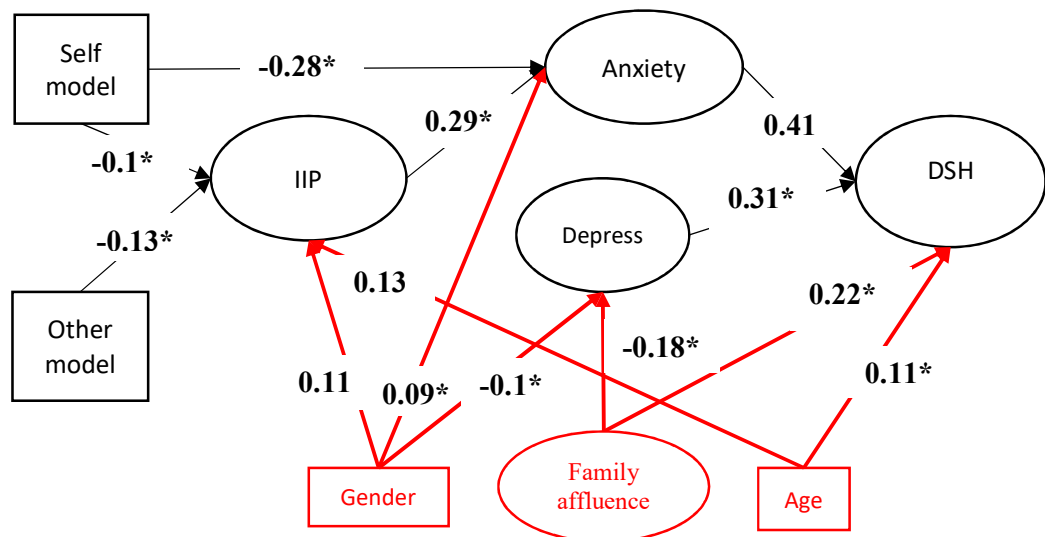 Self
model
-0.28*
Anxiety
0.29*
0.41
-0.1*
IIP
DSH
0.31*
-0.13*
Depress
0.13
0.22*
Other
model
-0.18*
0.11
0.09*
-0.1*
0.11*
Gender
Family
affluence
Age